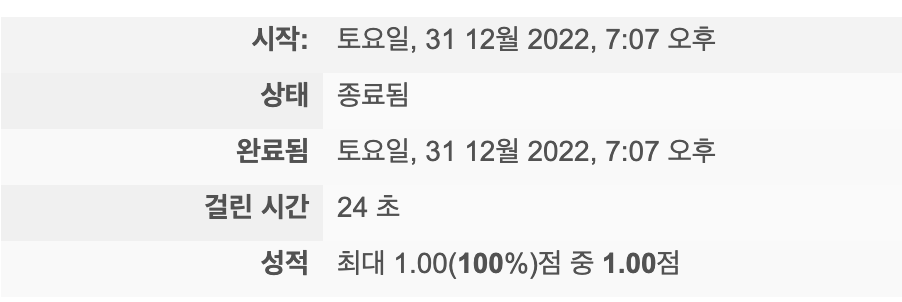 시작: 토요일, 31 12월 2022, 7:07 오후
상태 종료됨
완료됨 토요일, 31 12월 2022, 7:07 오후
걸린 시간 24 초
성적 최대 1.00(100%)점 중 1.00점